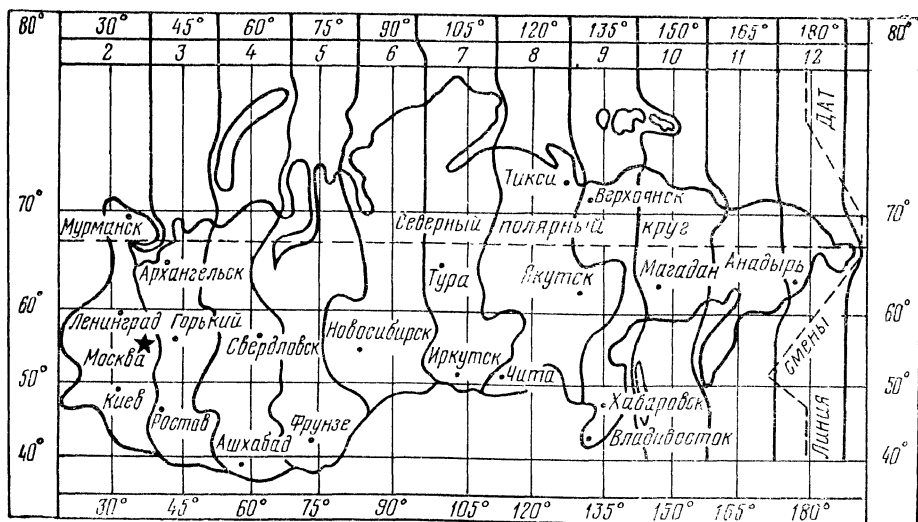 80° 30° 45° 60° 75° 90° 105° 120° 135° 150° 165° 180° 80°
2 3 4 5 6 7 8 9 10 11 12
ДАТ
Тикси
Верхоянск
70° Мурманск Северный полярный круг 70°
Архангельск Тура Якутск Магадан Анадырь
60° 60°
Ленинград Горький Свердловск Новосибирск СМЕНЫ
Москва Иркутск Чита
50° 50°
Киев Ростов Фрунзе Хабаровск
Ашхабад Владивосток ЛИНИЯ
40° 40°
30° 45° 60° 75° 90° 105° 120° 135° 150° 165° 180°